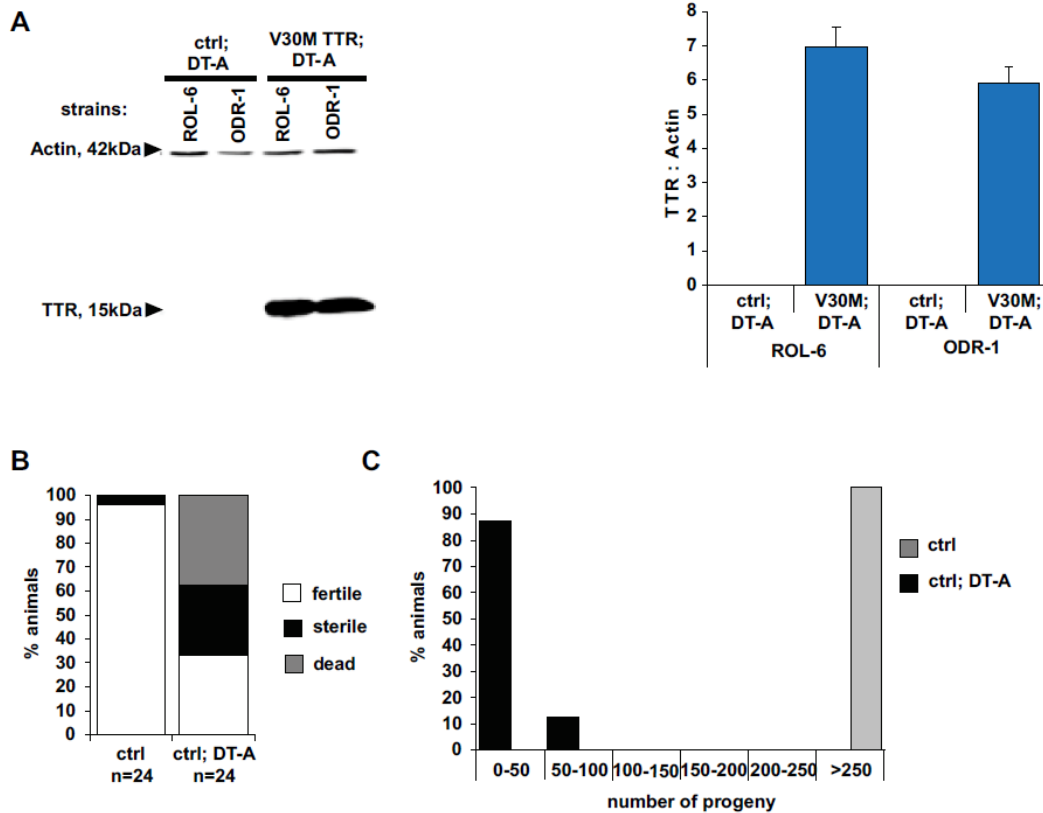 A
ctrl;
DT-A
V30M TTR;
DT-A
strains:
ROL-6
ODR-1
ROL-6
ODR-1
Actin, 42kDa
TTR, 15kDa
TTR : Actin
8
7
6
5
4
3
2
1
0
ctrl;
DT-A
V30M;
DT-A
ctrl;
DT-A
V30M;
DT-A
ROL-6
ODR-1
B
% animals
100
90
80
70
60
50
40
30
20
10
0
ctrl
n=24
ctrl; DT-A
n=24
fertile
sterile
dead
C
% animals
100
90
80
70
60
50
40
30
20
10
0
0-50
50-100
100-150
150-200
200-250
>250
number of progeny
ctrl
ctrl; DT-A